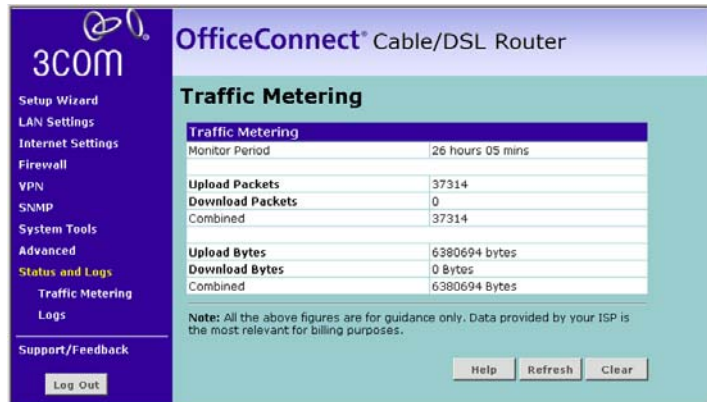 3COM
OfficeConnect® Cable/DSL Router
Setup Wizard
LAN Settings
Internet Settings
Firewall
VPN
SNMP
System Tools
Advanced
Status and Logs
Traffic Metering
Logs
Support/Feedback
Log Out
Traffic Metering
Traffic Metering
Monitor Period 26 hours 05 mins
Upload Packets 37314
Download Packets 0
Combined 37314
Upload Bytes 6380694 bytes
Download Bytes 0 Bytes
Combined 6380694 Bytes
Note: All the above figures are for guidance only. Data provided by your ISP is
the most relevant for billing purposes.
Help Refresh Clear